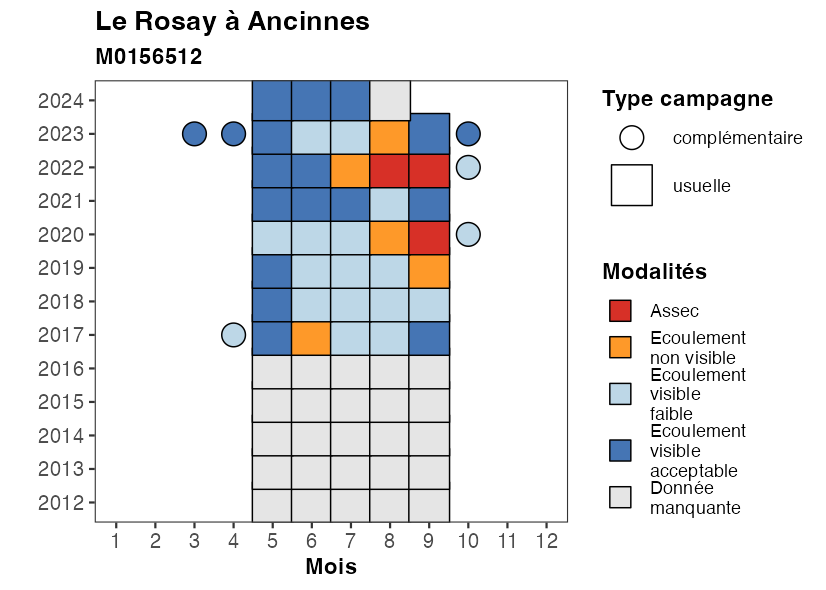 Le Rosay à Ancinnes
M0156512
2024
2023
2022
2021
2020
2019
2018
2017
2016
2015
2014
2013
2012
1 2 3 4 5 6 7 8 9 10 11 12
Mois
Type campagne
complémentaire
usuelle
Modalités
Assec
Ecoulement
non visible
Ecoulement
visible
faible
Ecoulement
visible
acceptable
Donnée
manquante